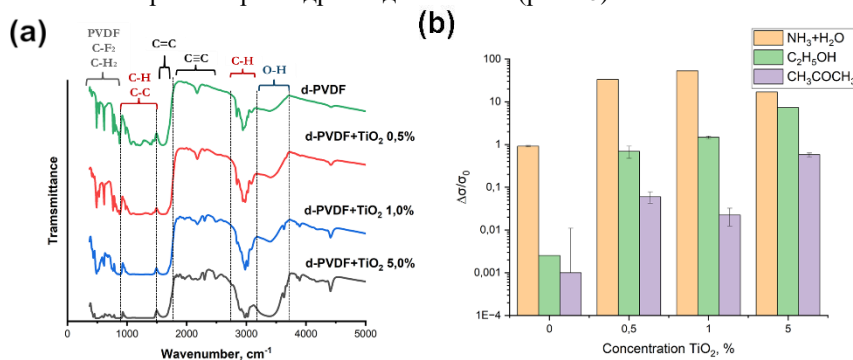 (a)
PVDF
C-F₂
C-H₂
C-H
C-C
C=C
C≡C
C-H
O-H
d-PVDF
d-PVDF+TiO₂ 0,5%
d-PVDF+TiO₂ 1,0%
d-PVDF+TiO₂ 5,0%
Transmittance
0 1000 2000 3000 4000 5000
Wavenumber, cm⁻¹
(b)
NH₃+H₂O
C₂H₅OH
CH₃COCH₃
100
10
1
0,1
0,01
0,001
1E-4
Δσ/σ₀
0 0,5 1 5
Concentration TiO₂, %